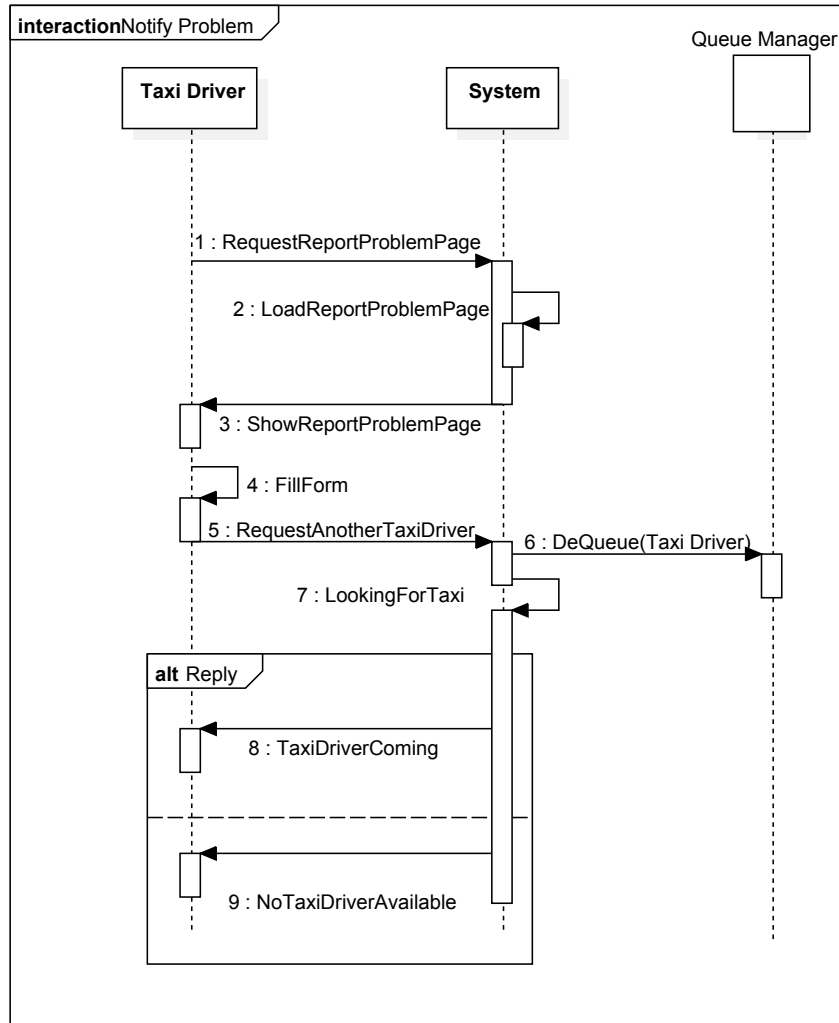 interactionNotify Problem
Queue Manager
Taxi Driver
System
1 : RequestReportProblemPage
2 : LoadReportProblemPage
3 : ShowReportProblemPage
4 : FillForm
5 : RequestAnotherTaxiDriver
6 : DeQueue(Taxi Driver)
7 : LookingForTaxi
alt Reply
8 : TaxiDriverComing
9 : NoTaxiDriverAvailable